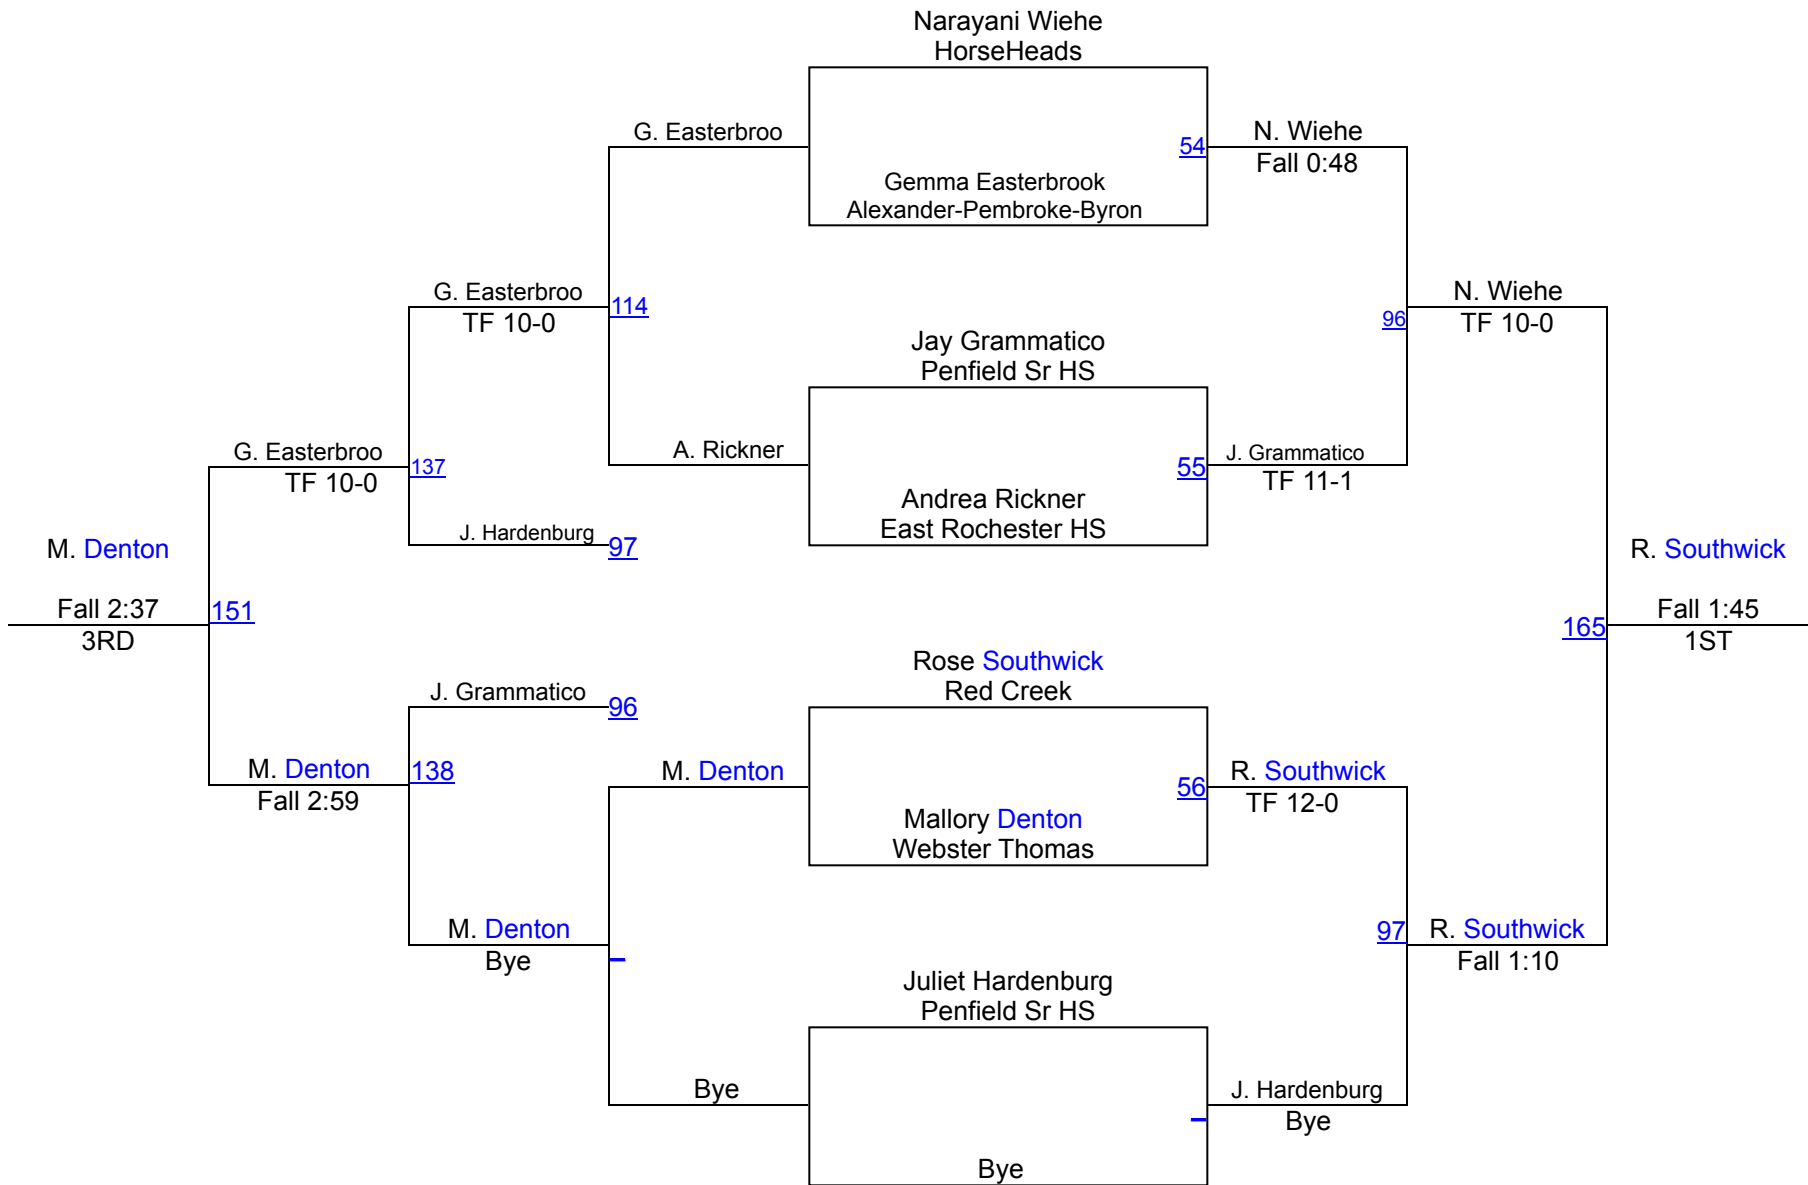 Narayani Wiehe
HorseHeads
G. Easterbroo
54
N. Wiehe
Fall 0:48
Gemma Easterbrook
Alexander-Pembroke-Byron
G. Easterbroo
TF 10-0
114
96
N. Wiehe
TF 10-0
Jay Grammatico
Penfield Sr HS
G. Easterbroo
TF 10-0
137
A. Rickner
55
J. Grammatico
TF 11-1
Andrea Rickner
East Rochester HS
J. Hardenburg
97
M. Denton
Fall 2:37
3RD
151
R. Southwick
165
Fall 1:45
1ST
Rose Southwick
Red Creek
J. Grammatico
96
M. Denton
Fall 2:59
138
M. Denton
56
R. Southwick
TF 12-0
Mallory Denton
Webster Thomas
M. Denton
Bye
97
R. Southwick
Fall 1:10
Juliet Hardenburg
Penfield Sr HS
Bye
J. Hardenburg
Bye
Bye